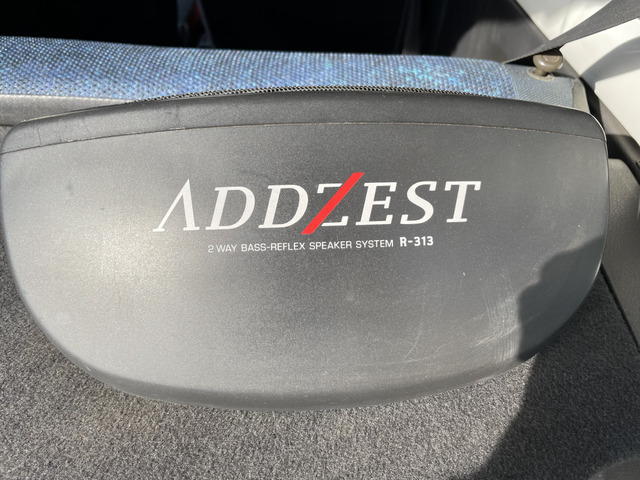 ADDZEST
2 WAY BASS-REFLEX SPEAKER SYSTEM R-313